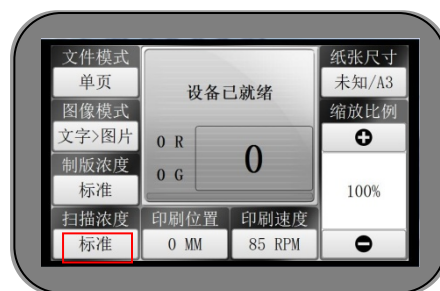 文件模式
单页
图像模式
文字>图片
制版浓度
标准
扫描浓度
标准
设备已就绪
0 R
0 G
0
印刷位置
0 MM
印刷速度
85 RPM
纸张尺寸
未知/A3
缩放比例
100%